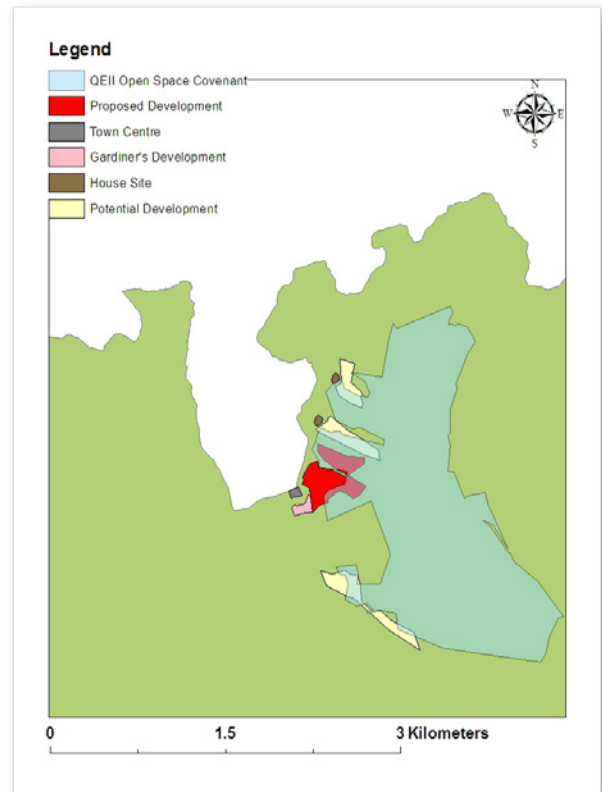 Legend
QEII Open Space Covenant
Proposed Development
Town Centre
Gardiner's Development
House Site
Potential Development
N
W E
S
0 1.5 3 Kilometers